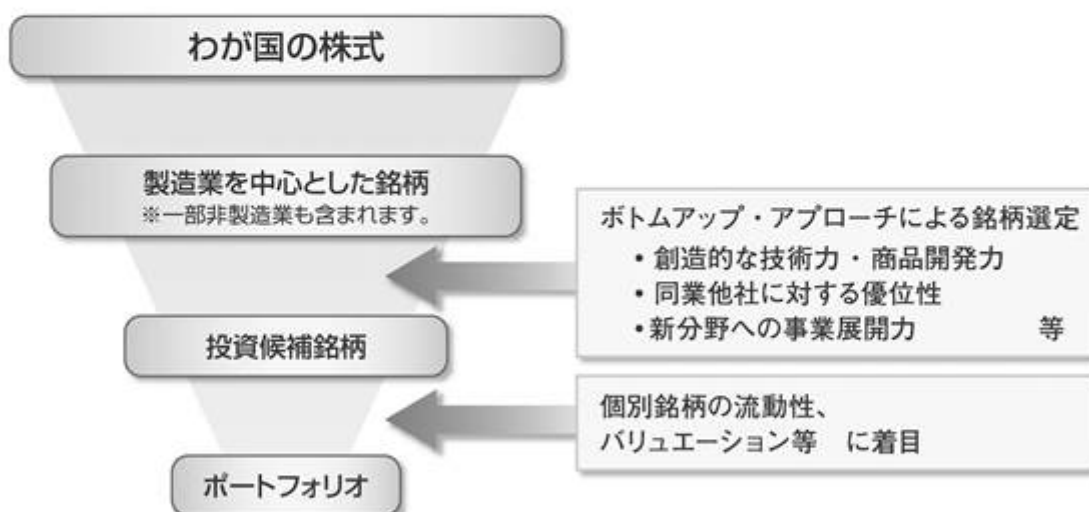 わが国の株式
製造業を中心とした銘柄
※一部非製造業も含まれます。
ボトムアップ・アプローチによる銘柄選定
・創造的な技術力・商品開発力
・同業他社に対する優位性
・新分野への事業展開力　等
投資候補銘柄
個別銘柄の流動性、
バリュエーション等　に着目
ポートフォリオ